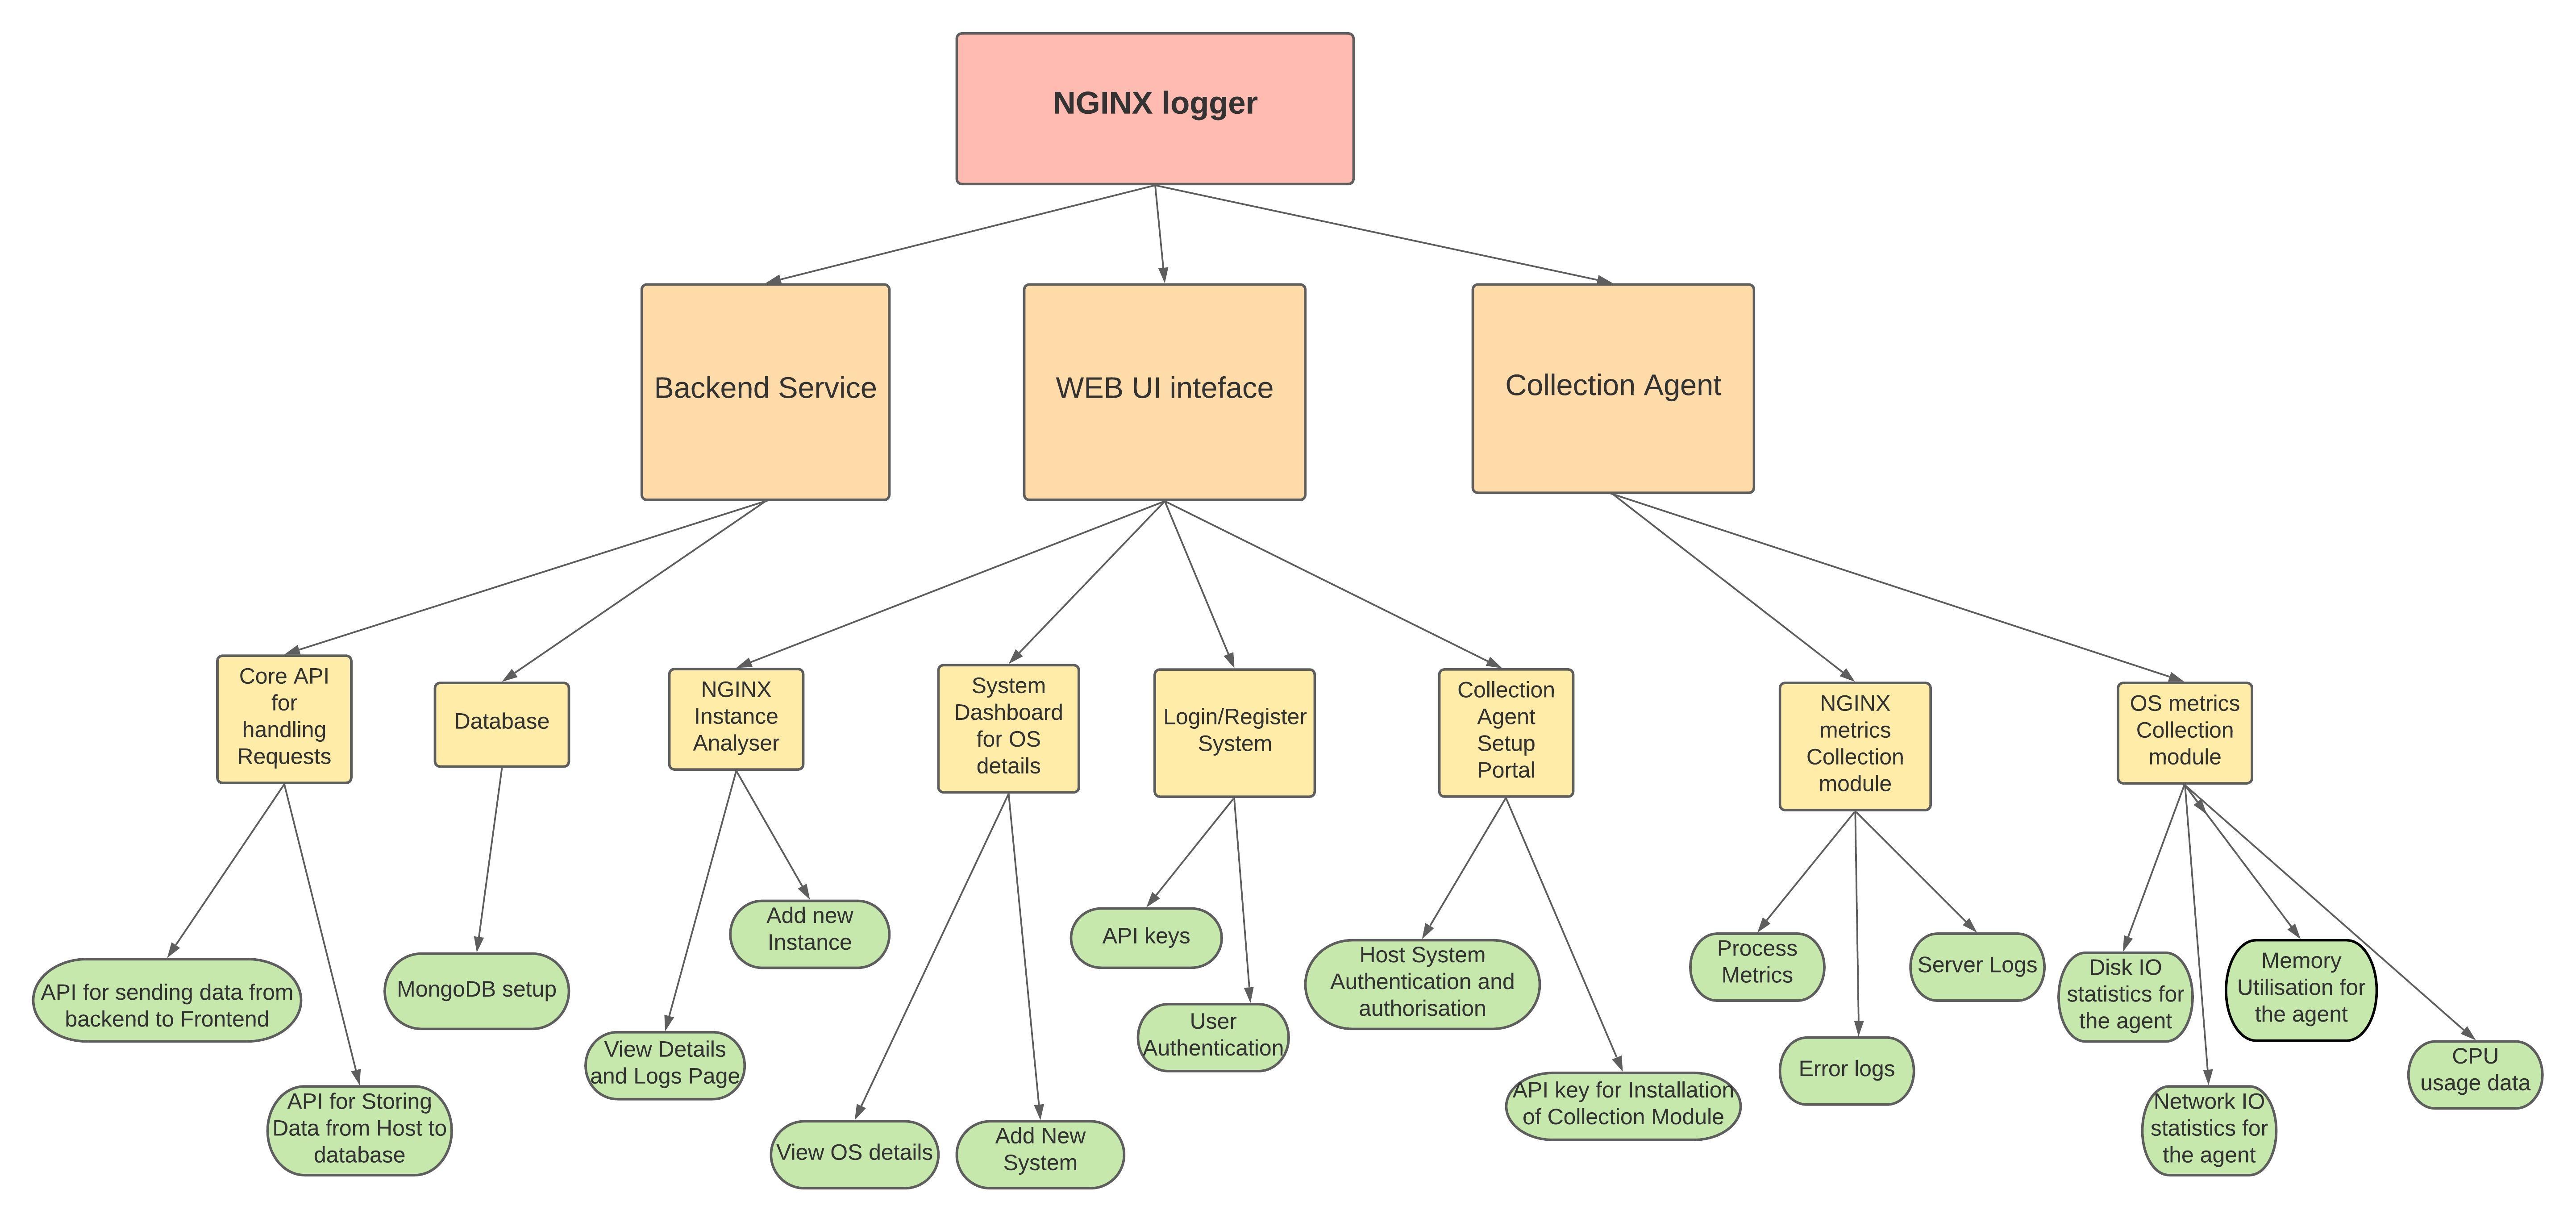 NGINX logger
Backend Service
WEB UI inteface
Collection Agent
Core API
for
handling
Requests
Database
NGINX
Instance
Analyser
System
Dashboard
for OS
details
Login/Register
System
Collection
Agent
Setup
Portal
NGINX
metrics
Collection
module
OS metrics
Collection
module
API for sending data from
backend to Frontend
API for Storing
Data from Host to
database
MongoDB setup
View Details
and Logs Page
Add new
Instance
View OS details
Add New
System
API keys
User
Authentication
Host System
Authentication and
authorisation
API key for Installation
of Collection Module
Process
Metrics
Error logs
Server Logs
Disk IO
statistics for
the agent
Network IO
statistics for
the agent
Memory
Utilisation for
the agent
CPU
usage data